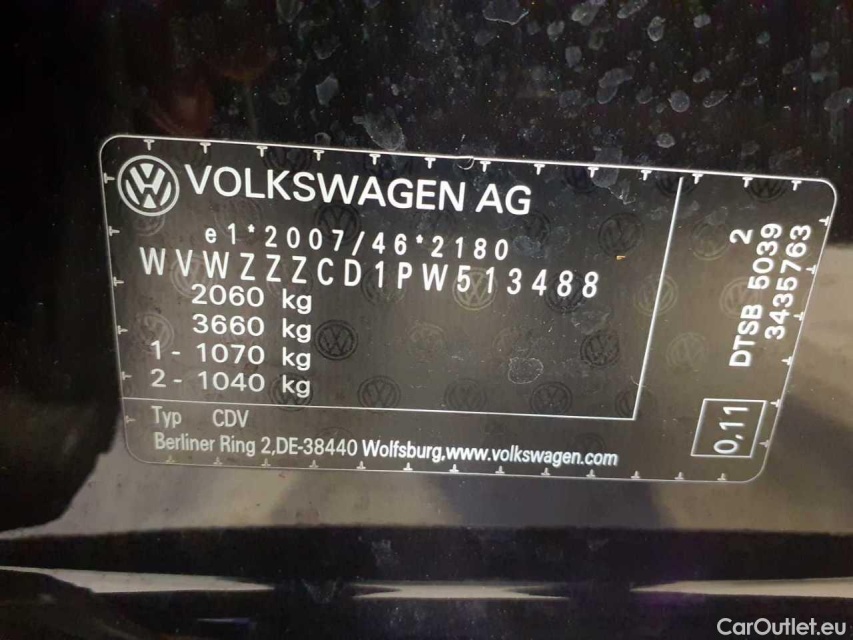 VOLKSWAGEN AG
e1*2007/46*2180
WVWZZZCD1PW513488
2060 kg
3660 kg
1 - 1070 kg
2 - 1040 kg
Typ CDV
Berliner Ring 2,DE-38440 Wolfsburg,www.volkswagen.com
2
DTSB 5039
3435763
0,11
CarOutlet.eu